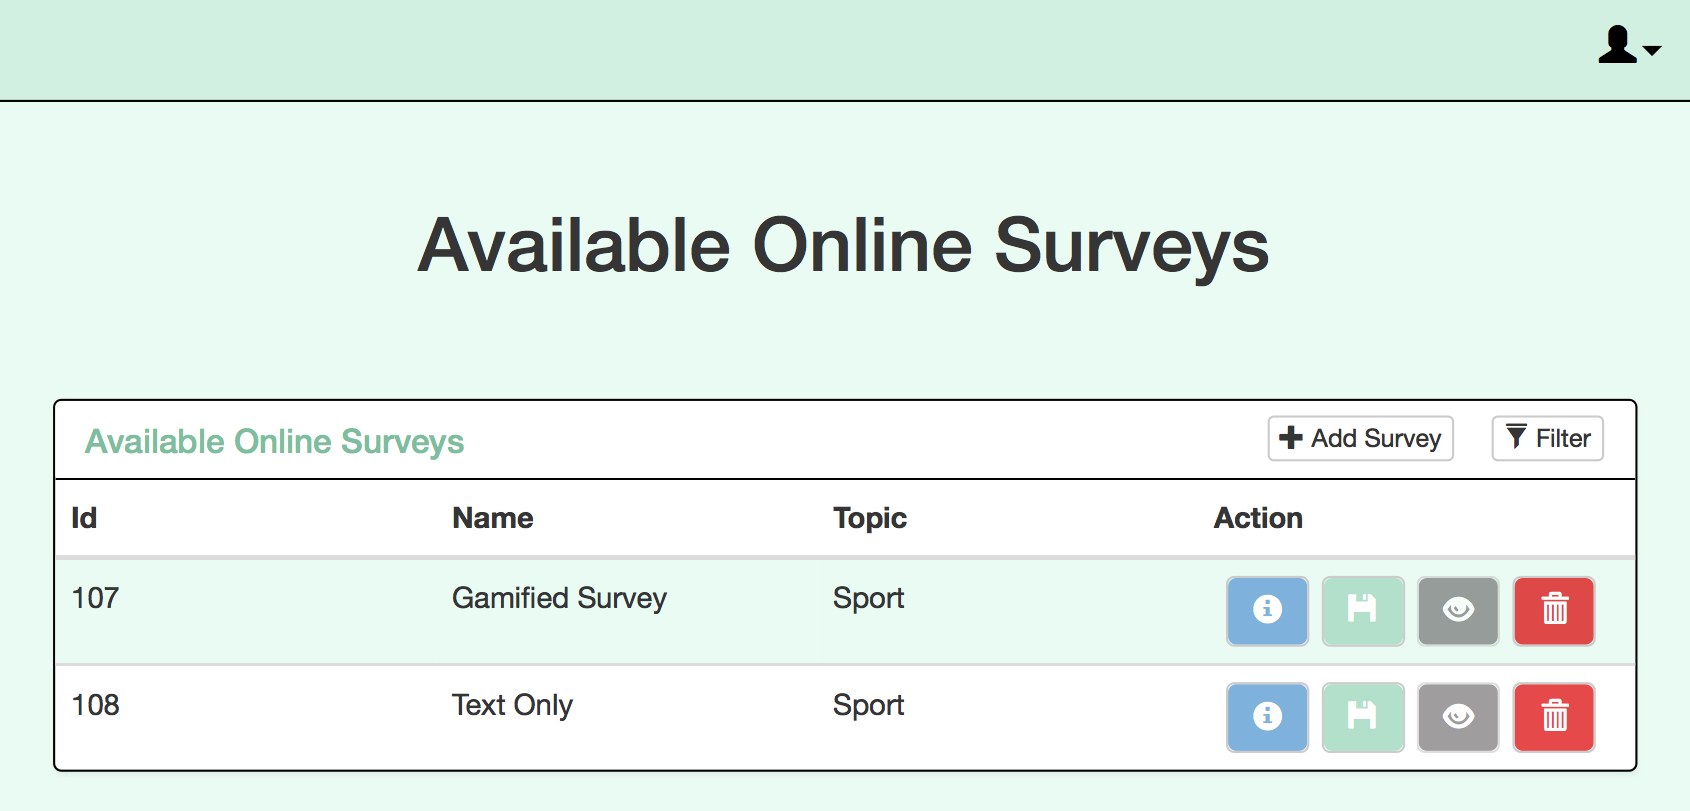 Available Online Surveys
Available Online Surveys
Add Survey
Filter
Id Name Topic Action
107 Gamified Survey Sport
108 Text Only Sport